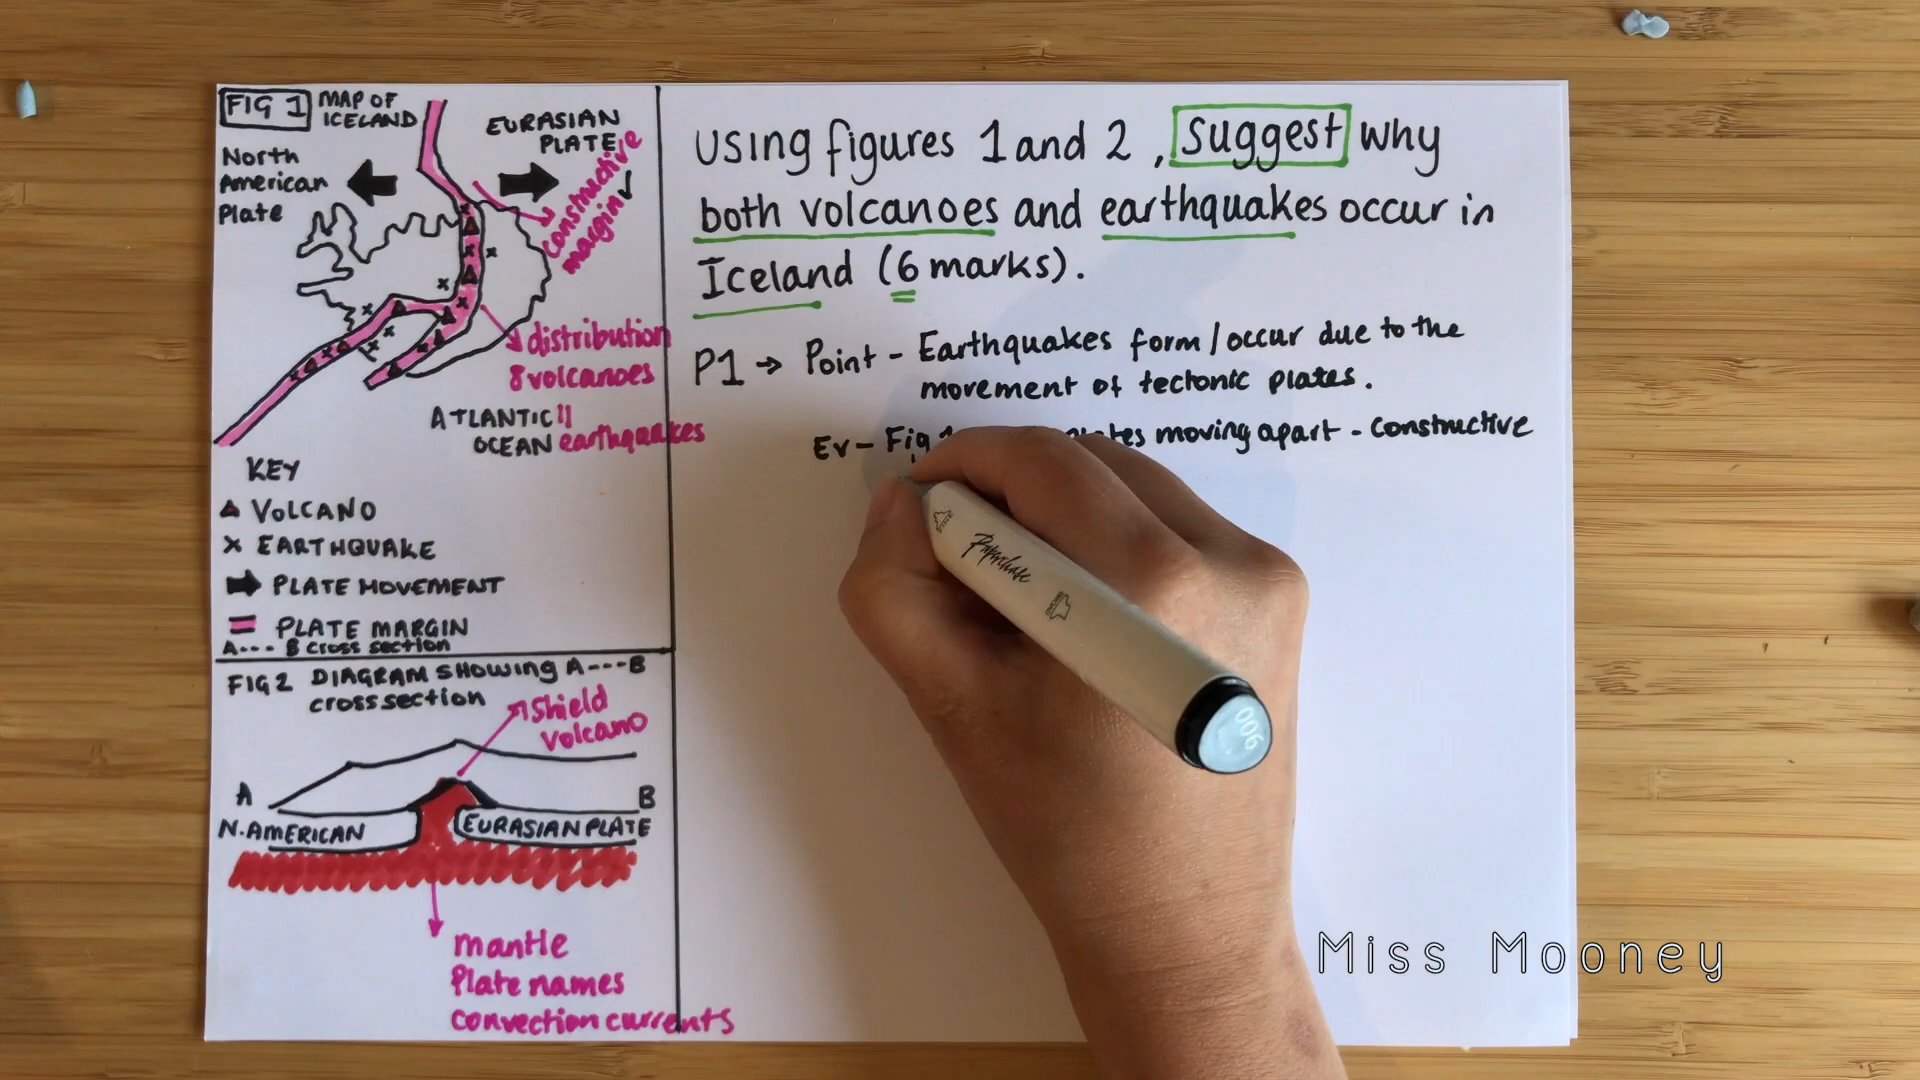 FIG 1
MAP OF
ICELAND
EURASIAN
PLATE
North
American
Plate
constructive
margin
distribution
volcanoes
ATLANTIC
OCEAN
earthquakes
KEY
VOLCANO
X EARTHQUAKE
PLATE MOVEMENT
PLATE MARGIN
A--- B cross section
FIG 2 DIAGRAM SHOWING A---B
cross section
Shield
Volcano
A
B
N.AMERICAN
EURASIAN PLATE
mantle
Plate names
convection currents
Using figures 1 and 2, Suggest why
both volcanoes and earthquakes occur in
Iceland (6 marks).
P1 → Point - Earthquakes form/occur due to the
movement of tectonic plates.
Ev - Fig
moving apart - constructive
Paperchase
006
Miss Mooney